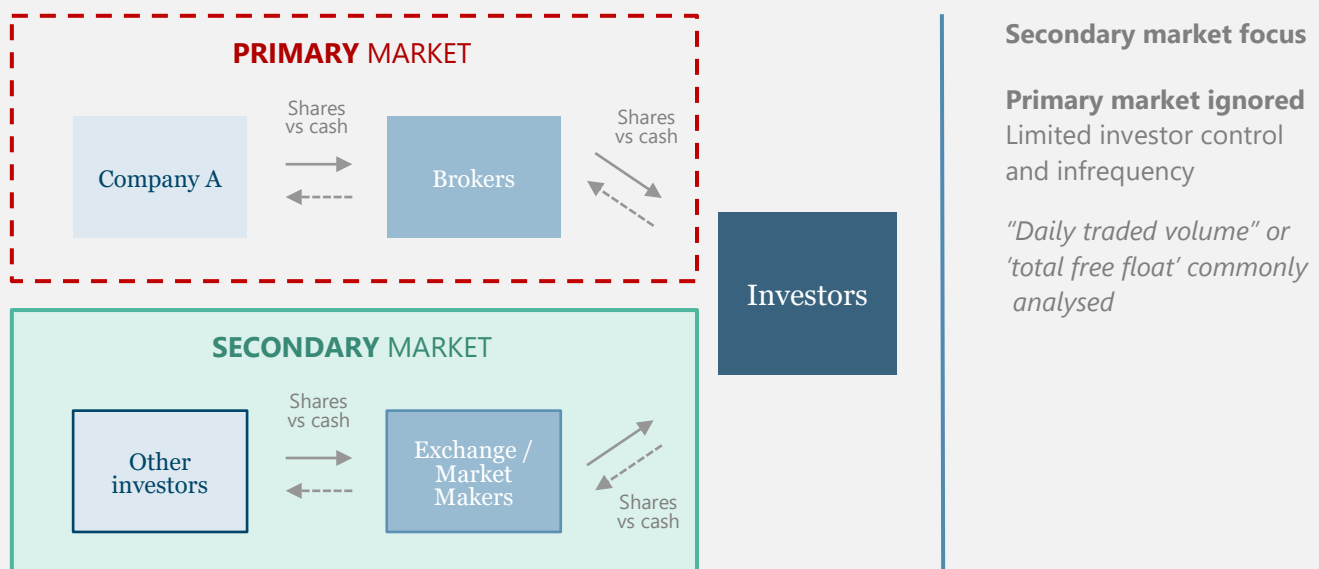 PRIMARY MARKET
Shares
vs cash
Shares
vs cash
Company A
Brokers
Investors
SECONDARY MARKET
Shares
vs cash
Other
investors
Exchange /
Market
Makers
Shares
vs cash
Secondary market focus
Primary market ignored
Limited investor control
and infrequency
“Daily traded volume” or
‘total free float’ commonly
analysed